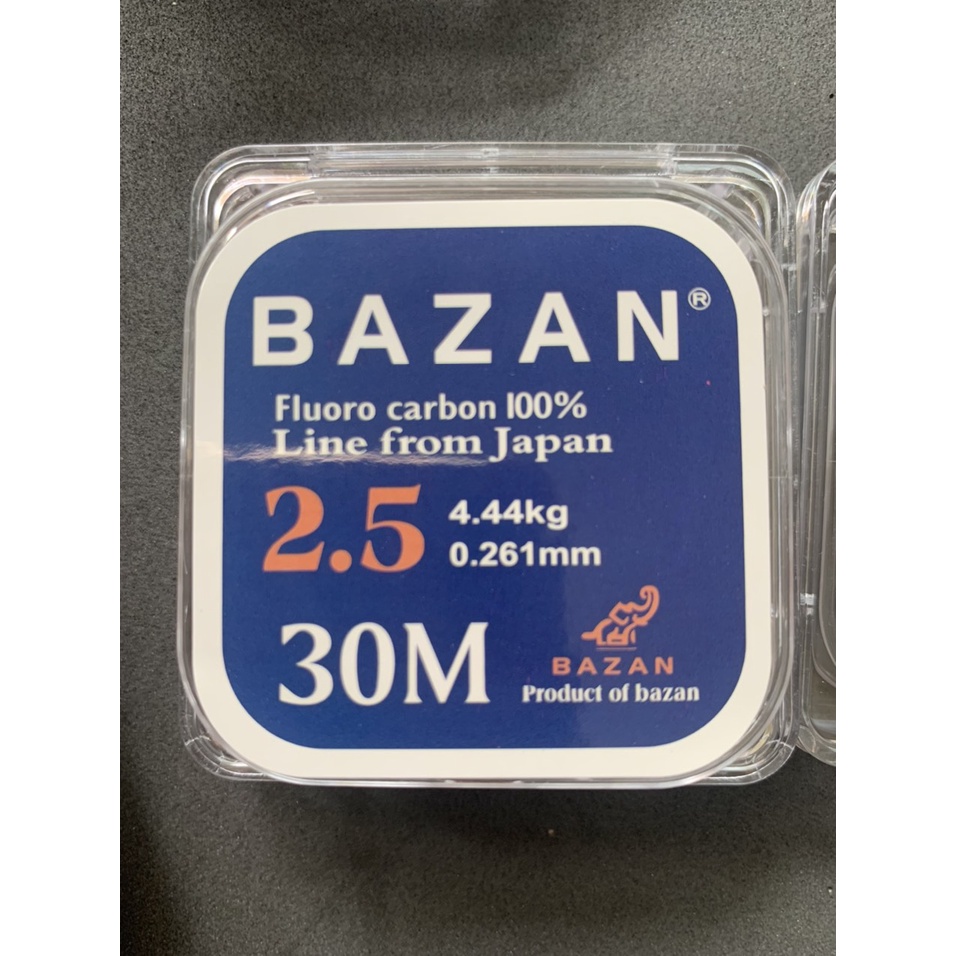 BAZAN®
Fluoro carbon 100%
Line from Japan
2.5
4.44kg
0.261mm
30M
BAZAN
Product of bazan